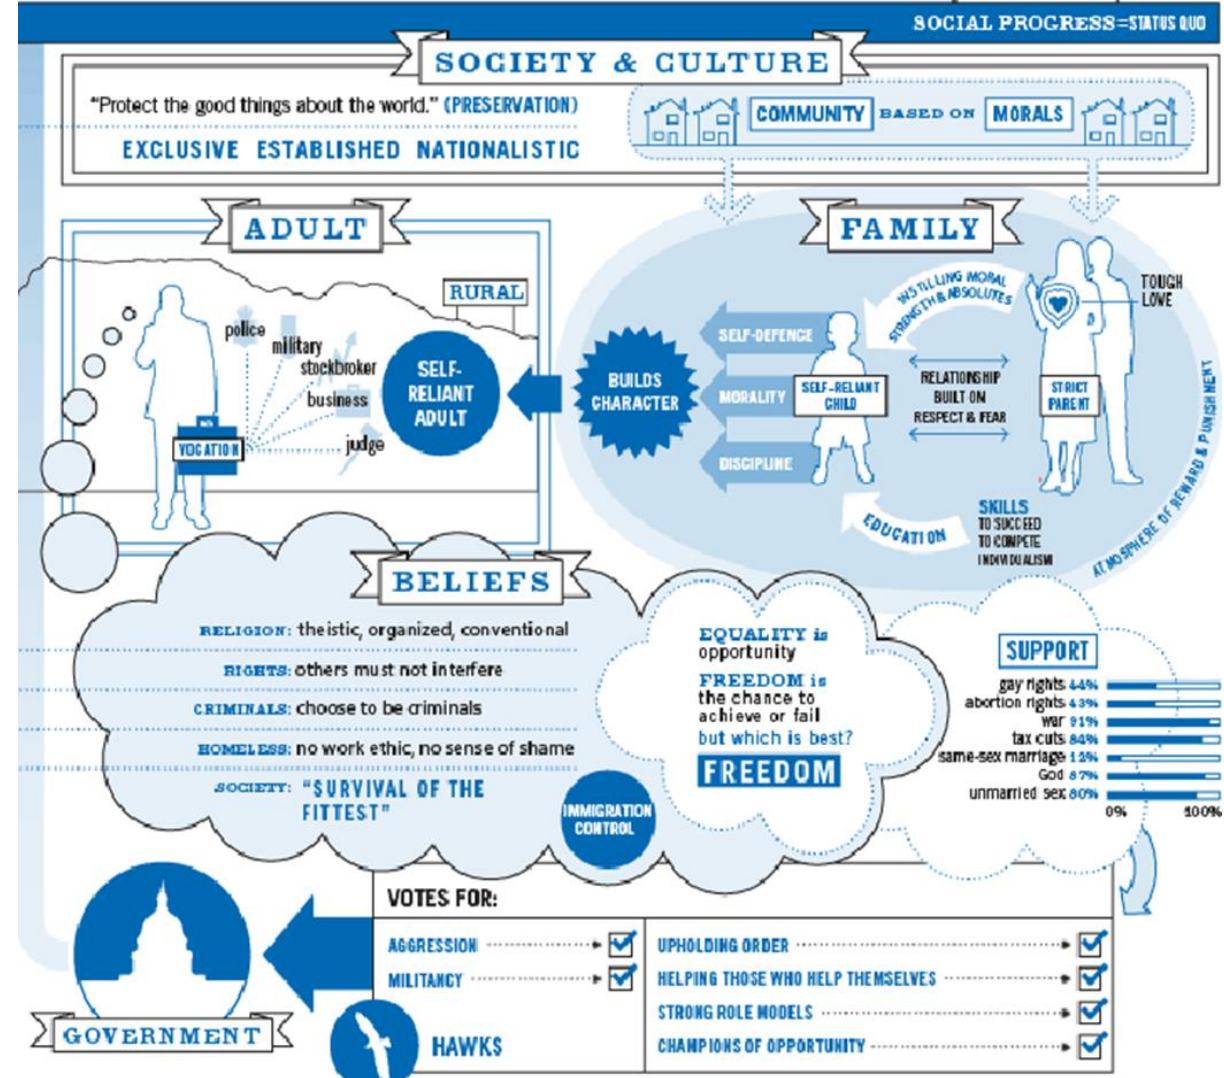 SOCIAL PROGRESS=STATUS QUO
SOCIETY & CULTURE
"Protect the good things about the world." (PRESERVATION)
EXCLUSIVE ESTABLISHED NATIONALISTIC
COMMUNITY BASED ON MORALS
ADULT
RURAL
police
military
stockbroker
business
judge
VOCATION
SELF-
RELIANT
ADULT
FAMILY
INSTILLING MORAL
STRENGTH & ABSOLUTES
TOUGH
LOVE
BUILDS
CHARACTER
SELF-DEFENCE
MORALITY
DISCIPLINE
SELF-RELIANT
CHILD
RELATIONSHIP
BUILT ON
RESPECT & FEAR
STRICT
PARENT
EDUCATION
SKILLS
TO SUCCEED
TO COMPETE
INDIVIDUALISM
ATMOSPHERE OF REWARD & PUNISHMENT
BELIEFS
RELIGION: theistic, organized, conventional
RIGHTS: others must not interfere
CRIMINALS: choose to be criminals
HOMELESS: no work ethic, no sense of shame
SOCIETY: "SURVIVAL OF THE
FITTEST"
IMMIGRATION
CONTROL
EQUALITY is
opportunity
FREEDOM is
the chance to
achieve or fail
but which is best?
FREEDOM
SUPPORT
gay rights 44%
abortion rights 43%
war 91%
tax cuts 84%
same-sex marriage 12%
God 87%
unmarried sex 80%
0% 100%
VOTES FOR:
AGGRESSION
MILITANCY
HAWKS
UPHOLDING ORDER
HELPING THOSE WHO HELP THEMSELVES
STRONG ROLE MODELS
CHAMPIONS OF OPPORTUNITY
GOVERNMENT